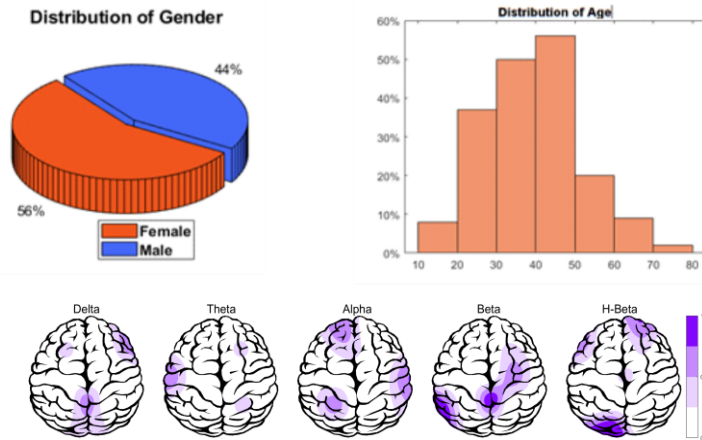 Distribution of Gender
44%
56%
Female
Male
Distribution of Age
60%
50%
40%
30%
20%
10%
0%
10 20 30 40 50 60 70 80
Delta Theta Alpha Beta H-Beta